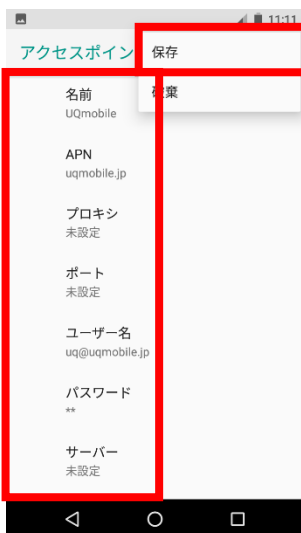 11:11
アクセスポイン
保存
破棄
名前
UQmobile
APN
uqmobile.jp
プロキシ
未設定
ポート
未設定
ユーザー名
uq@uqmobile.jp
パスワード
**
サーバー
未設定